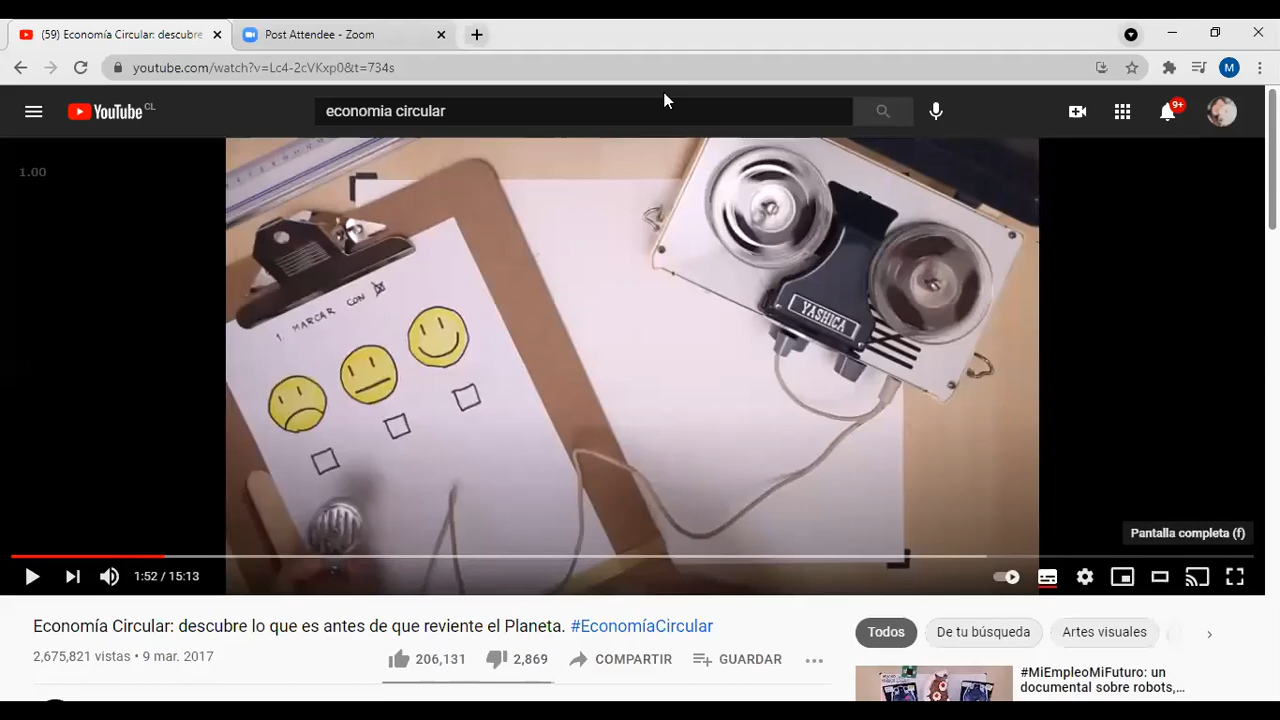 (59) Economía Circular: descubre
Post Attendee - Zoom
youtube.com/watch?v=Lc4-2cVKxp0&t=734s
M
YouTube CL
economia circular
9+
1.00
1. MARCAR CON
YASHICA
Pantalla completa (f)
1:52 / 15:13
Economía Circular: descubre lo que es antes de que reviente el Planeta. #EconomíaCircular
2,675,821 vistas • 9 mar. 2017
206,131
2,869
COMPARTIR
GUARDAR
Todos
De tu búsqueda
Artes visuales
#MiEmpleoMiFuturo: un
documental sobre robots,...